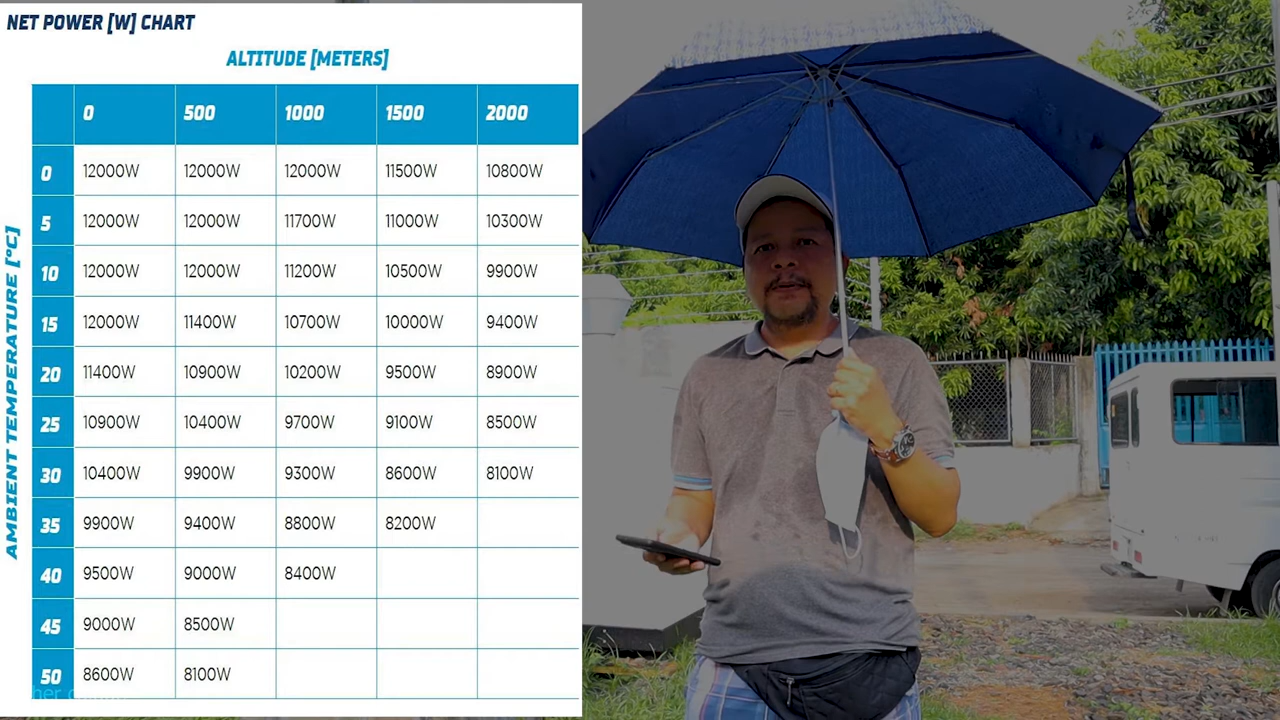 NET POWER [W] CHART
ALTITUDE [METERS]
0 500 1000 1500 2000
AMBIENT TEMPERATURE [°C]
0 12000W 12000W 12000W 11500W 10800W
5 12000W 12000W 11700W 11000W 10300W
10 12000W 12000W 11200W 10500W 9900W
15 12000W 11400W 10700W 10000W 9400W
20 11400W 10900W 10200W 9500W 8900W
25 10900W 10400W 9700W 9100W 8500W
30 10400W 9900W 9300W 8600W 8100W
35 9900W 9400W 8800W 8200W
40 9500W 9000W 8400W
45 9000W 8500W
50 8600W 8100W